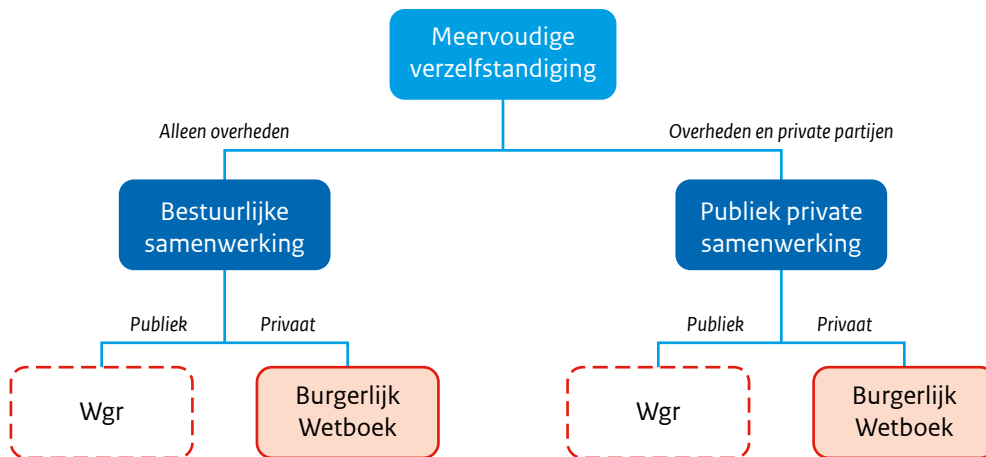 Meervoudige
verzelfstandiging
Alleen overheden
Overheden en private partijen
Bestuurlijke
samenwerking
Publiek private
samenwerking
Publiek
Privaat
Publiek
Privaat
Wgr
Burgerlijk
Wetboek
Wgr
Burgerlijk
Wetboek